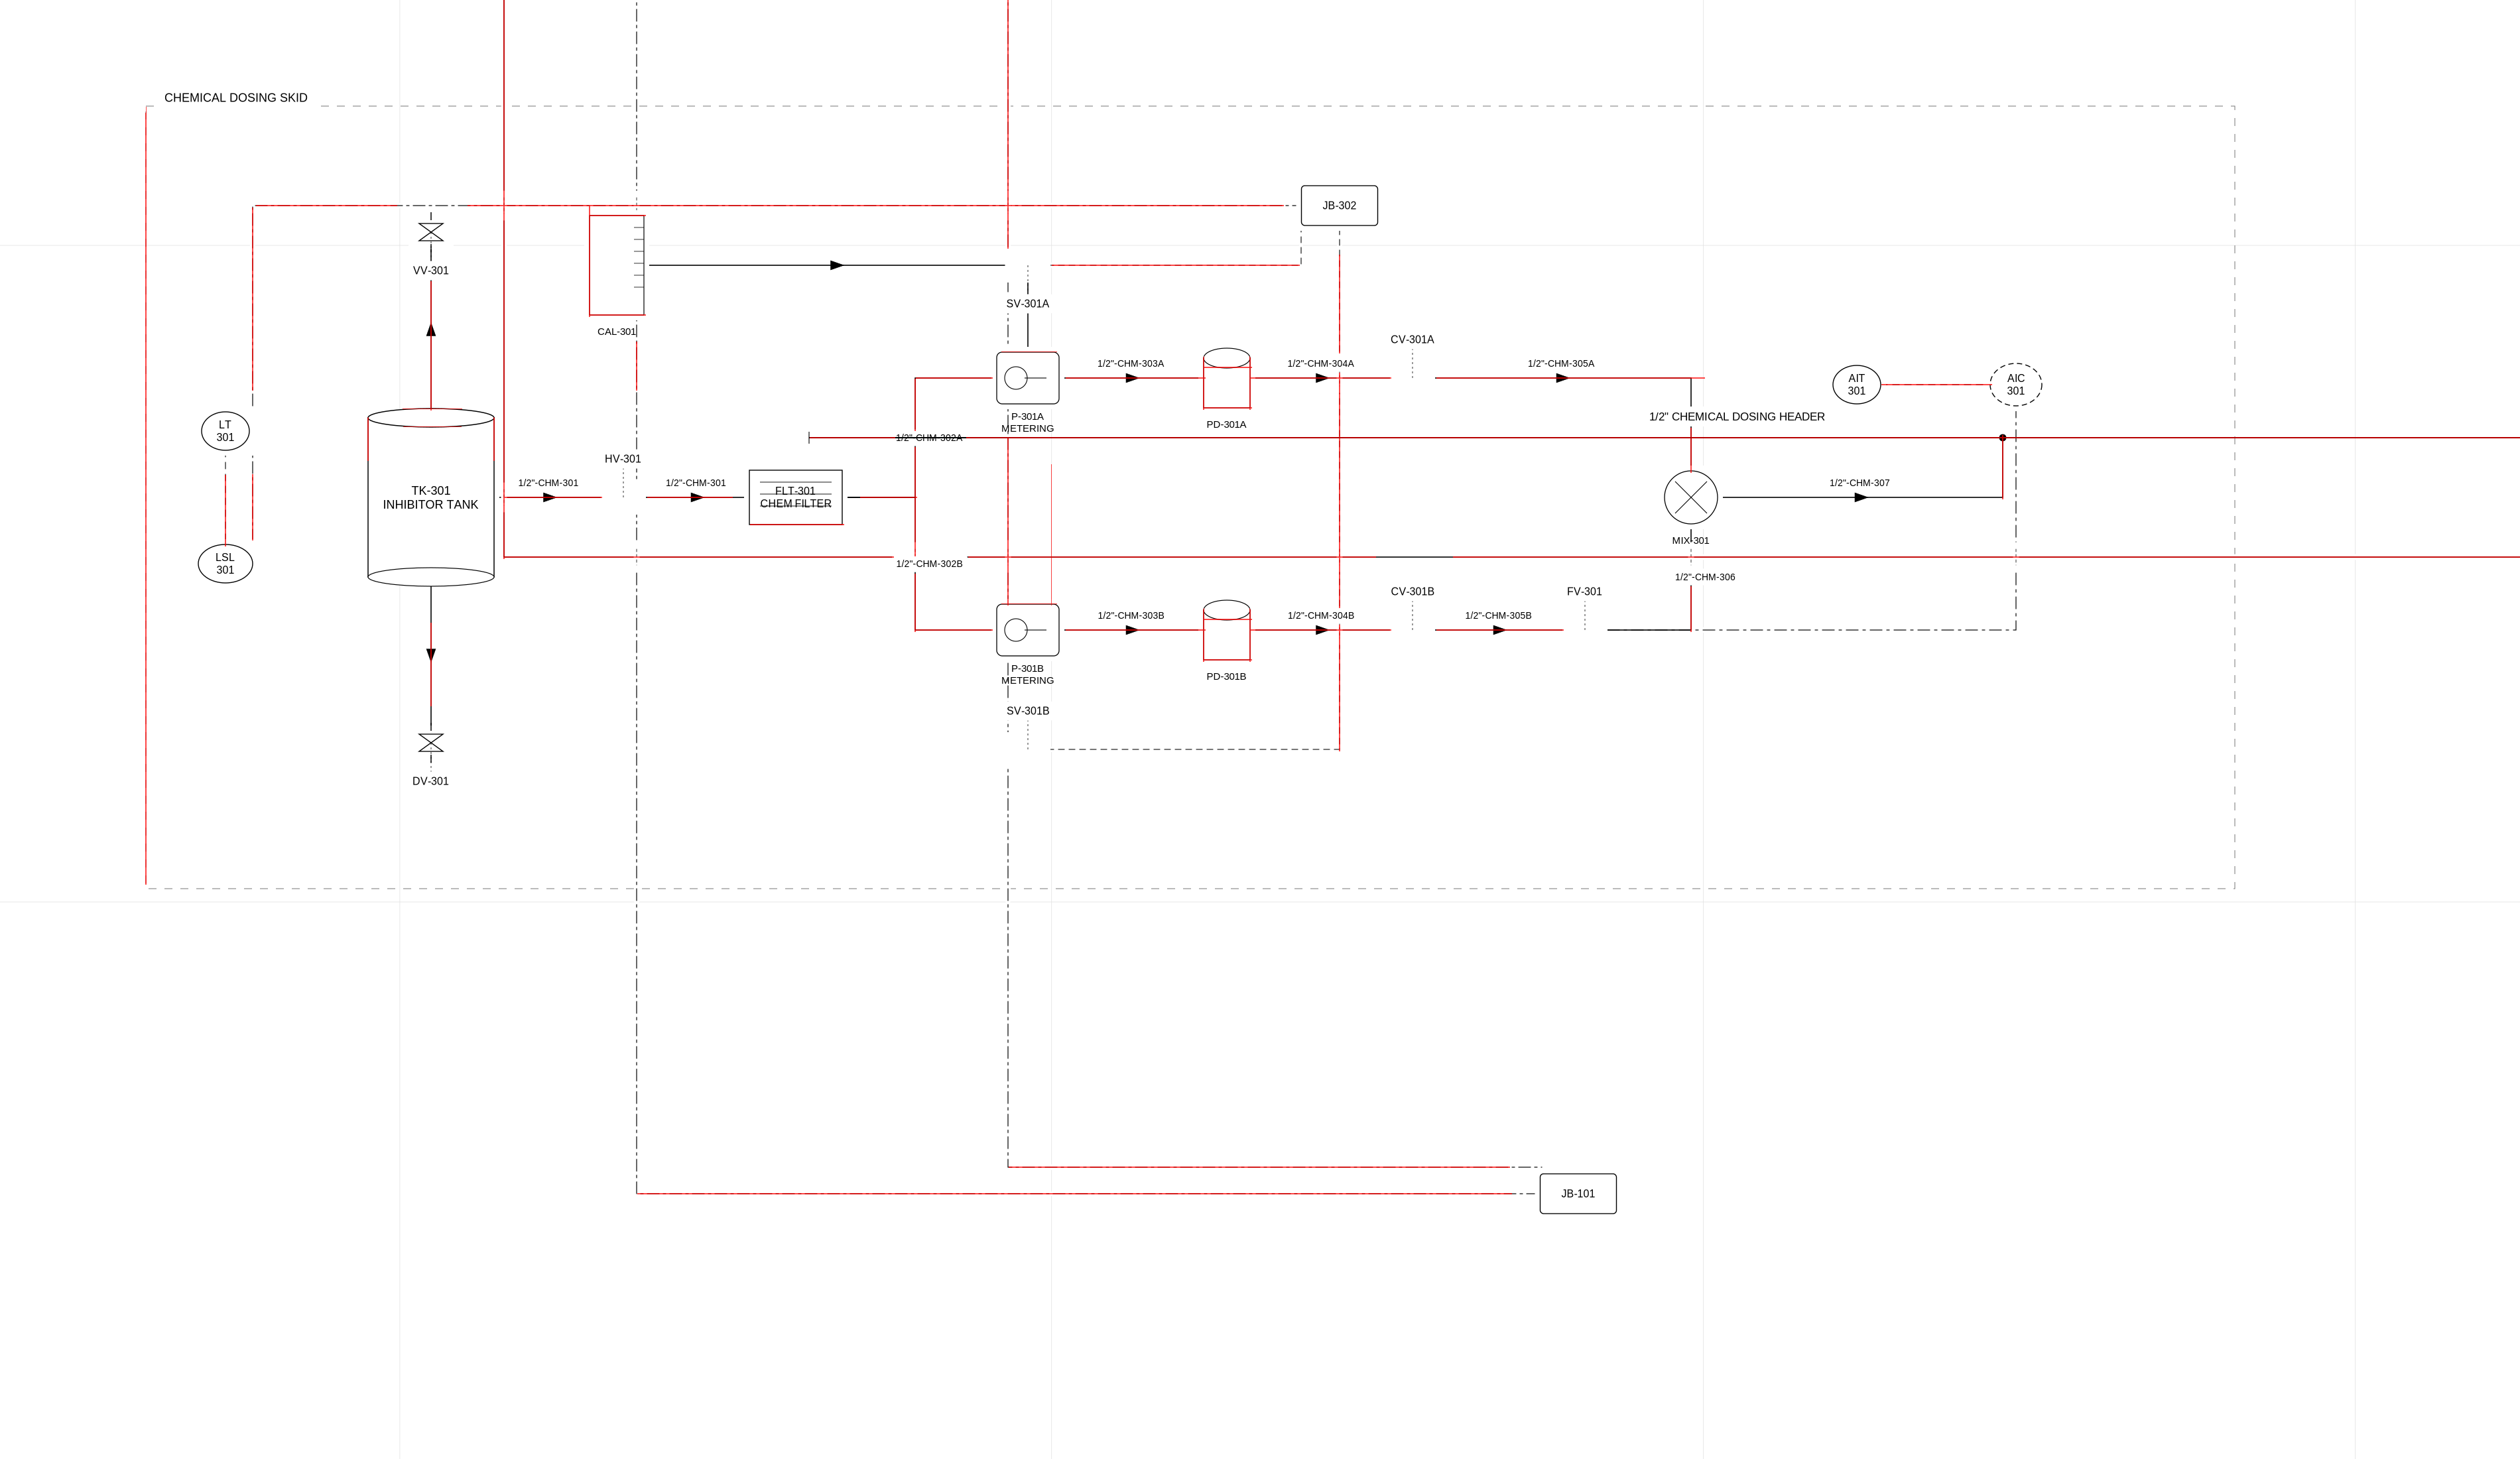 CHEMICAL DOSING SKID
JB-302
VV-301
SV-301A
CAL-301
CV-301A
1/2"-CHM-303A
1/2"-CHM-304A
1/2"-CHM-305A
AIT
301
AIC
301
P-301A
METERING
PD-301A
1/2" CHEMICAL DOSING HEADER
LT
301
1/2"-CHM-302A
HV-301
1/2"-CHM-301
1/2"-CHM-301
1/2"-CHM-307
TK-301
INHIBITOR TANK
FLT-301
CHEM FILTER
MIX-301
LSL
301
1/2"-CHM-302B
1/2"-CHM-306
CV-301B
FV-301
1/2"-CHM-303B
1/2"-CHM-304B
1/2"-CHM-305B
P-301B
METERING
PD-301B
SV-301B
DV-301
JB-101